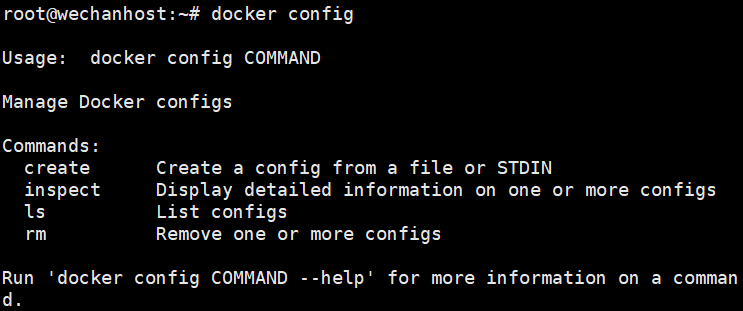 root@wechanhost:~# docker config
Usage:  docker config COMMAND
Manage Docker configs
Commands:
  create      Create a config from a file or STDIN
  inspect     Display detailed information on one or more configs
  ls          List configs
  rm          Remove one or more configs
Run 'docker config COMMAND --help' for more information on a comman
d.